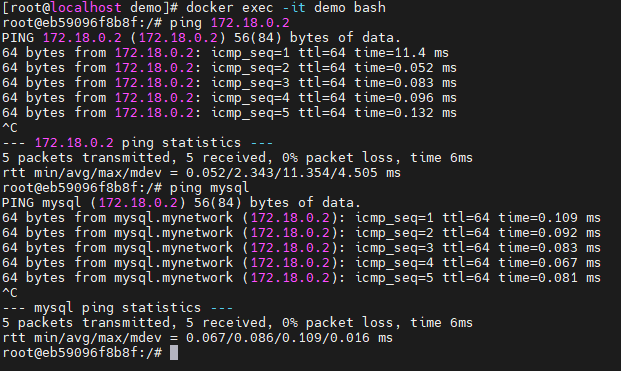 [root@localhost demo]# docker exec -it demo bash
root@eb59096f8b8f:/# ping 172.18.0.2
PING 172.18.0.2 (172.18.0.2) 56(84) bytes of data.
64 bytes from 172.18.0.2: icmp_seq=1 ttl=64 time=11.4 ms
64 bytes from 172.18.0.2: icmp_seq=2 ttl=64 time=0.052 ms
64 bytes from 172.18.0.2: icmp_seq=3 ttl=64 time=0.083 ms
64 bytes from 172.18.0.2: icmp_seq=4 ttl=64 time=0.096 ms
64 bytes from 172.18.0.2: icmp_seq=5 ttl=64 time=0.132 ms
^C
--- 172.18.0.2 ping statistics ---
5 packets transmitted, 5 received, 0% packet loss, time 6ms
rtt min/avg/max/mdev = 0.052/2.343/11.354/4.505 ms
root@eb59096f8b8f:/# ping mysql
PING mysql (172.18.0.2) 56(84) bytes of data.
64 bytes from mysql.mynetwork (172.18.0.2): icmp_seq=1 ttl=64 time=0.109 ms
64 bytes from mysql.mynetwork (172.18.0.2): icmp_seq=2 ttl=64 time=0.092 ms
64 bytes from mysql.mynetwork (172.18.0.2): icmp_seq=3 ttl=64 time=0.083 ms
64 bytes from mysql.mynetwork (172.18.0.2): icmp_seq=4 ttl=64 time=0.067 ms
64 bytes from mysql.mynetwork (172.18.0.2): icmp_seq=5 ttl=64 time=0.081 ms
^C
--- mysql ping statistics ---
5 packets transmitted, 5 received, 0% packet loss, time 6ms
rtt min/avg/max/mdev = 0.067/0.086/0.109/0.016 ms
root@eb59096f8b8f:/#